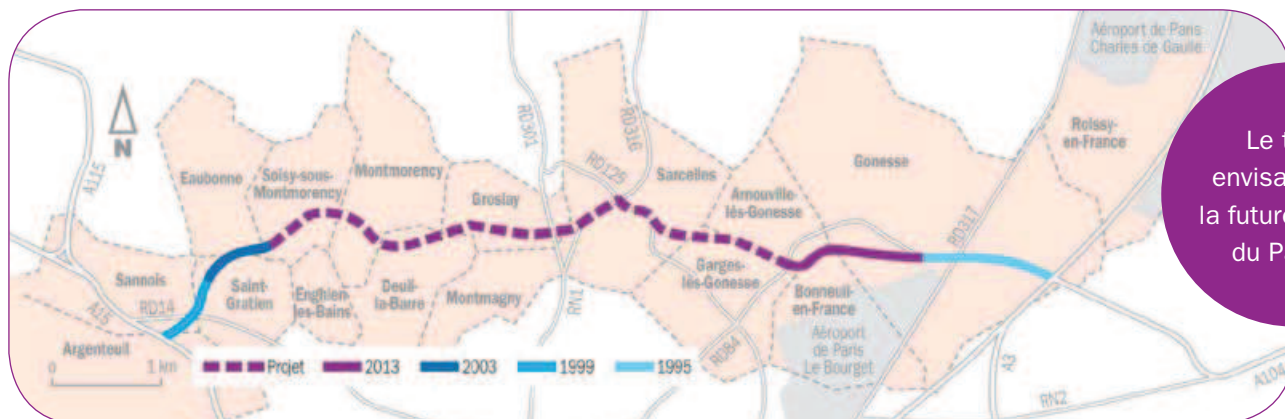 Aéroport de Paris
Charles de Gaulle
N
A115
RD301
RD316
RD125
Roissy-
en-France
Eaubonne
Soisy-sous-
Montmorency
Montmorency
Groslay
Sarcelles
Arnouville-
lès-Gonesse
Gonesse
RD317
Le t
envisa
la future
du P
Sannois
Saint-
Gratien
Enghien-
les-Bains
Deuil-
la-Barre
Montmagny
Garges-
lès-Gonesse
Bonneuil-
en-France
A15
RD14
RN1
RD84
Aéroport
de Paris
Le Bourget
Argenteuil
0
1 km
Projet
2013
2003
1999
1995
A3
RN2
A104